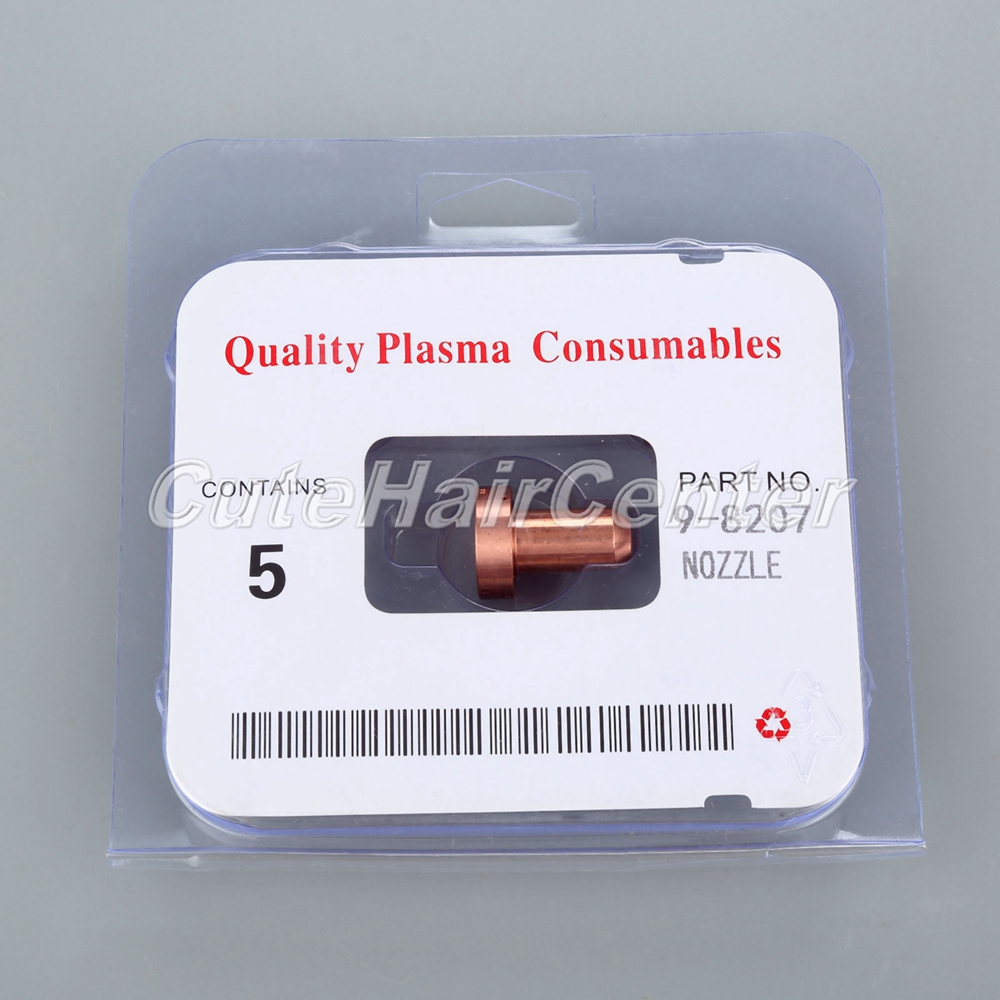 Quality Plasma Consumables
CONTAINS
5
PART NO.
9-8207
NOZZLE
CuteHairCenter